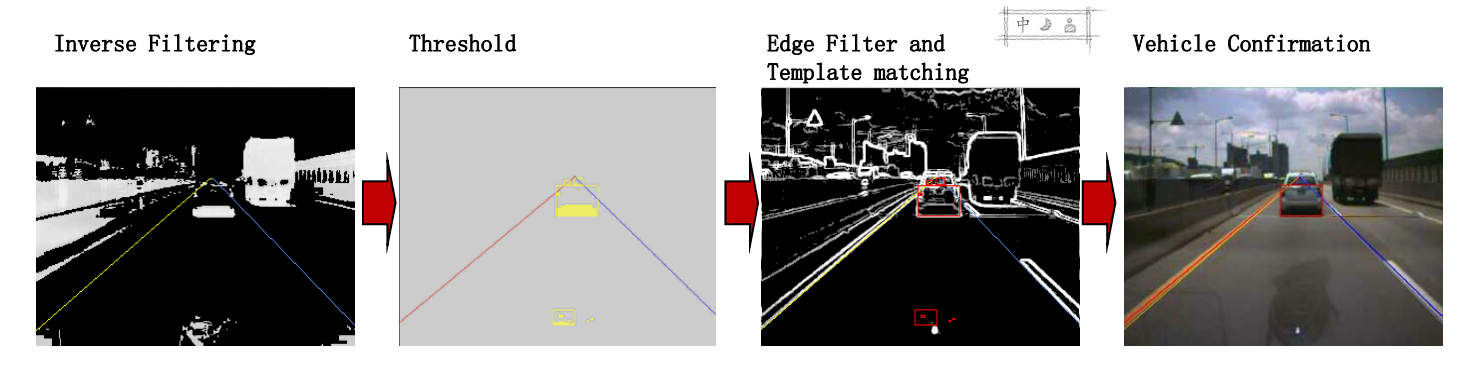 Inverse Filtering
Threshold
Edge Filter and
Template matching
中
Vehicle Confirmation